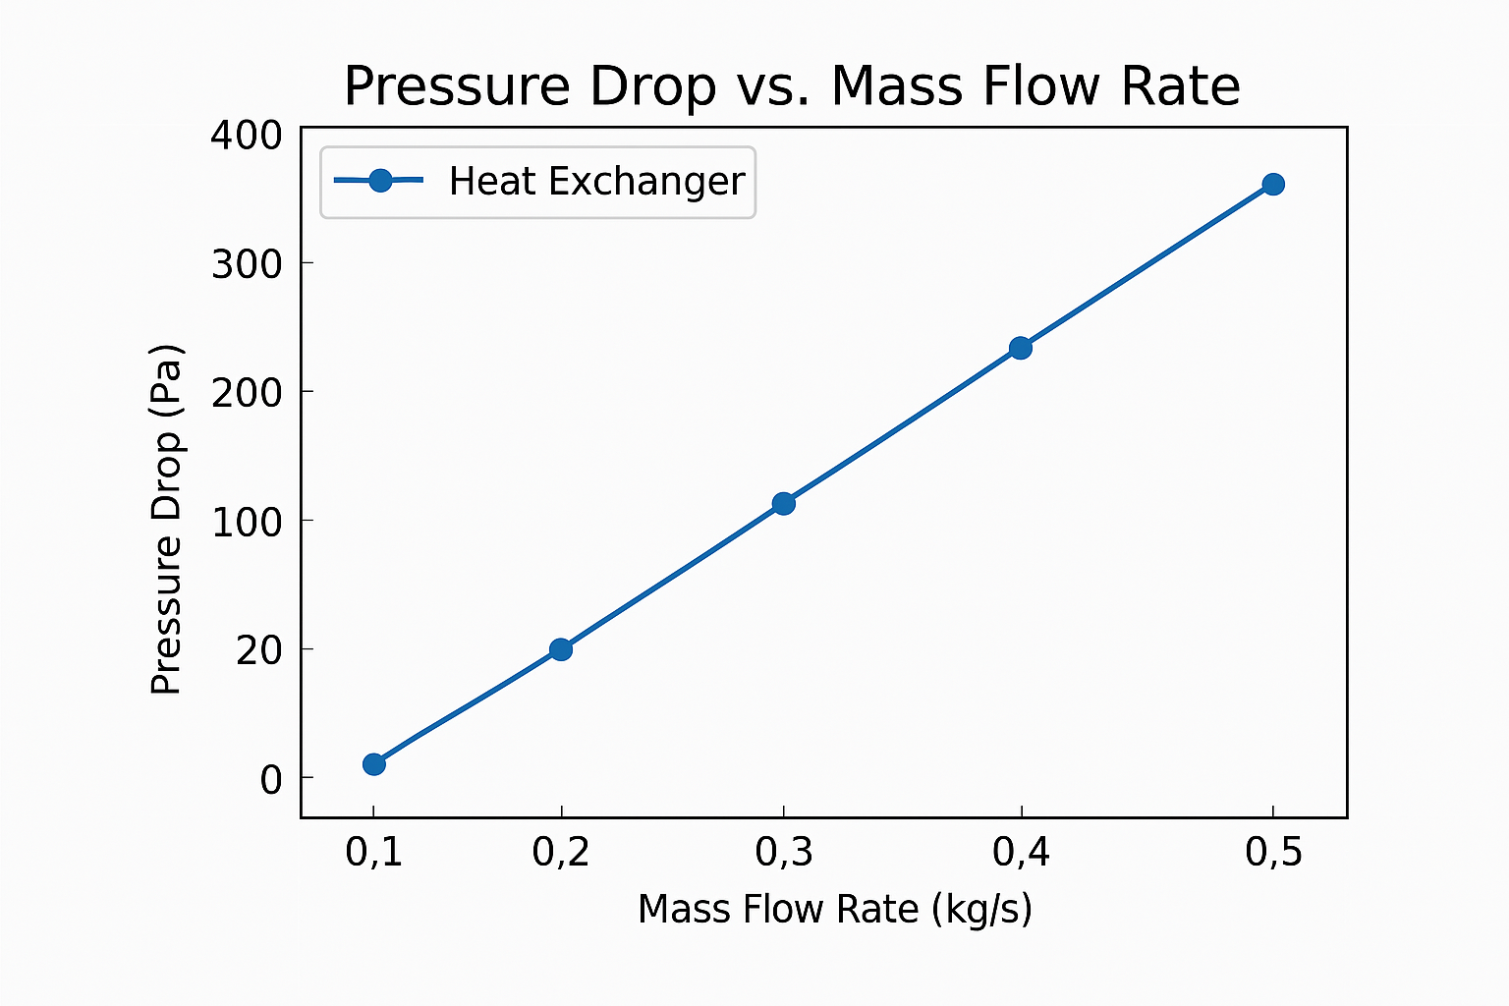 Pressure Drop vs. Mass Flow Rate
Heat Exchanger
400
300
200
100
20
0
Pressure Drop (Pa)
0,1 0,2 0,3 0,4 0,5
Mass Flow Rate (kg/s)